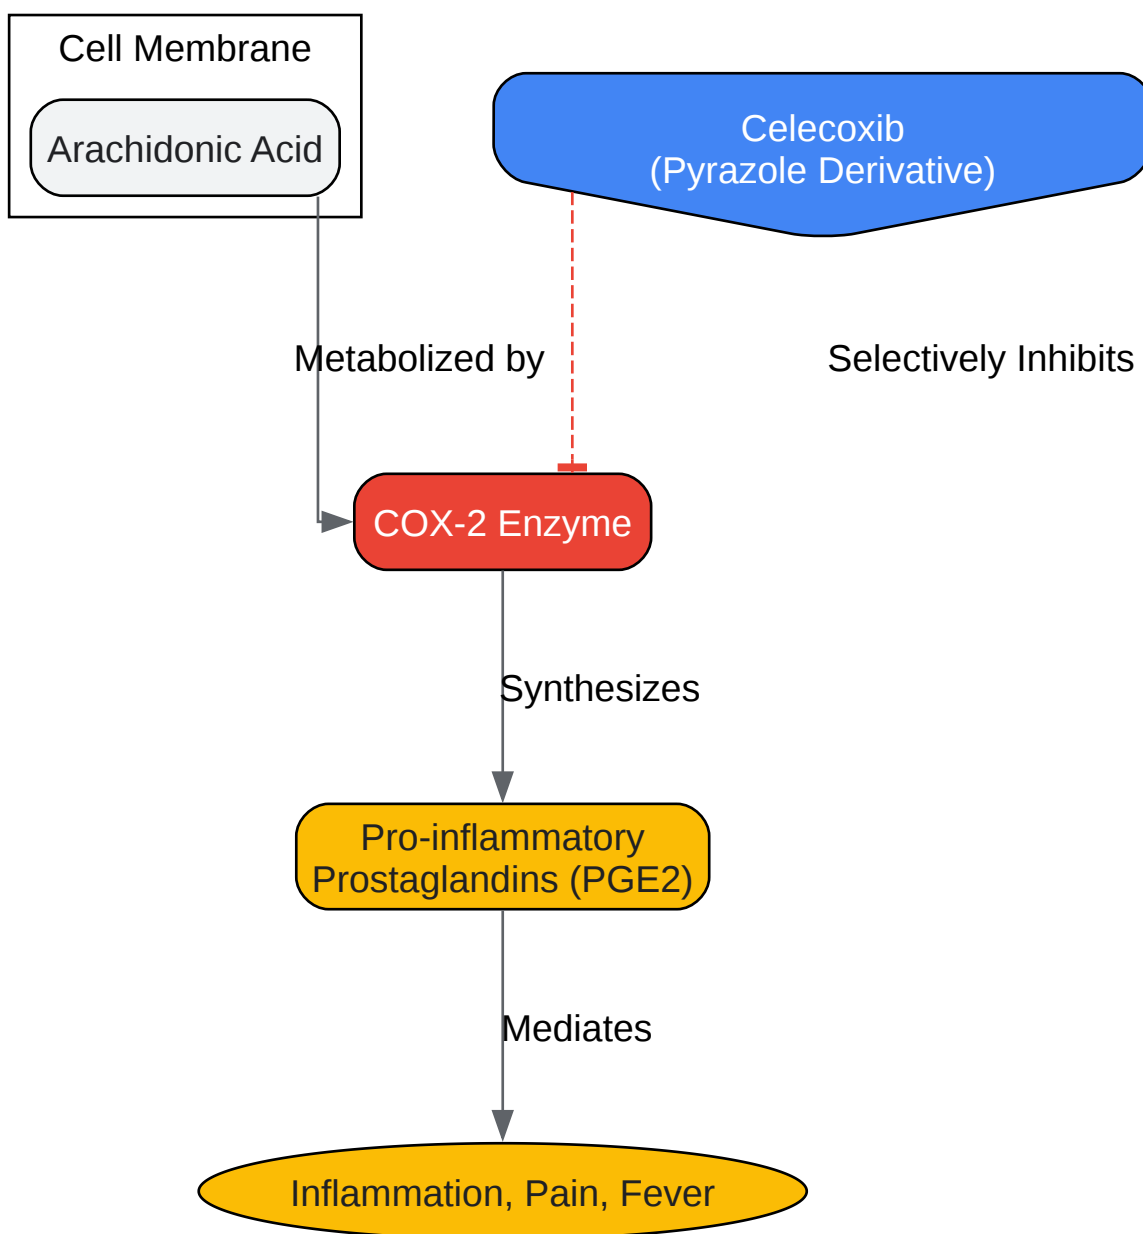 Cell Membrane
Arachidonic Acid
Celecoxib
(Pyrazole Derivative)
Metabolized by
Selectively Inhibits
COX-2 Enzyme
Synthesizes
Pro-inflammatory
Prostaglandins (PGE2)
Mediates
Inflammation, Pain, Fever